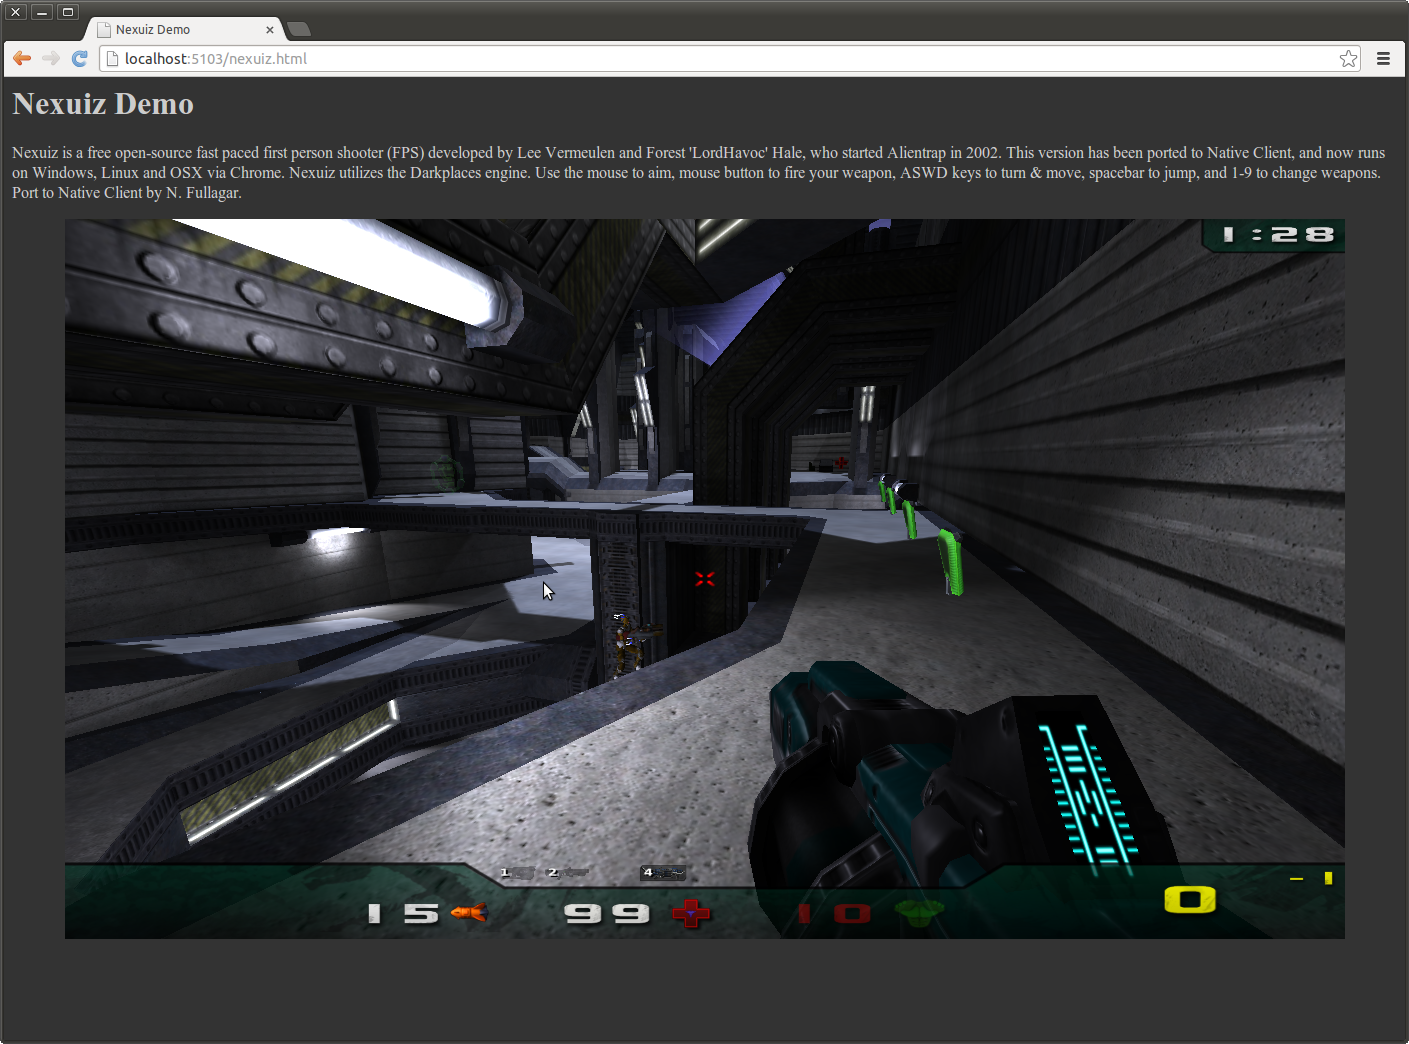 Nexuiz Demo
localhost:5103/nexuiz.html
Nexuiz Demo
Nexuiz is a free open-source fast paced first person shooter (FPS) developed by Lee Vermeulen and Forest 'LordHavoc' Hale, who started Alientrap in 2002. This version has been ported to Native Client, and now runs
on Windows, Linux and OSX via Chrome. Nexuiz utilizes the Darkplaces engine. Use the mouse to aim, mouse button to fire your weapon, ASWD keys to turn & move, spacebar to jump, and 1-9 to change weapons.
Port to Native Client by N. Fullagar.
1:28
1 2 4
- 1
15 99 10 0